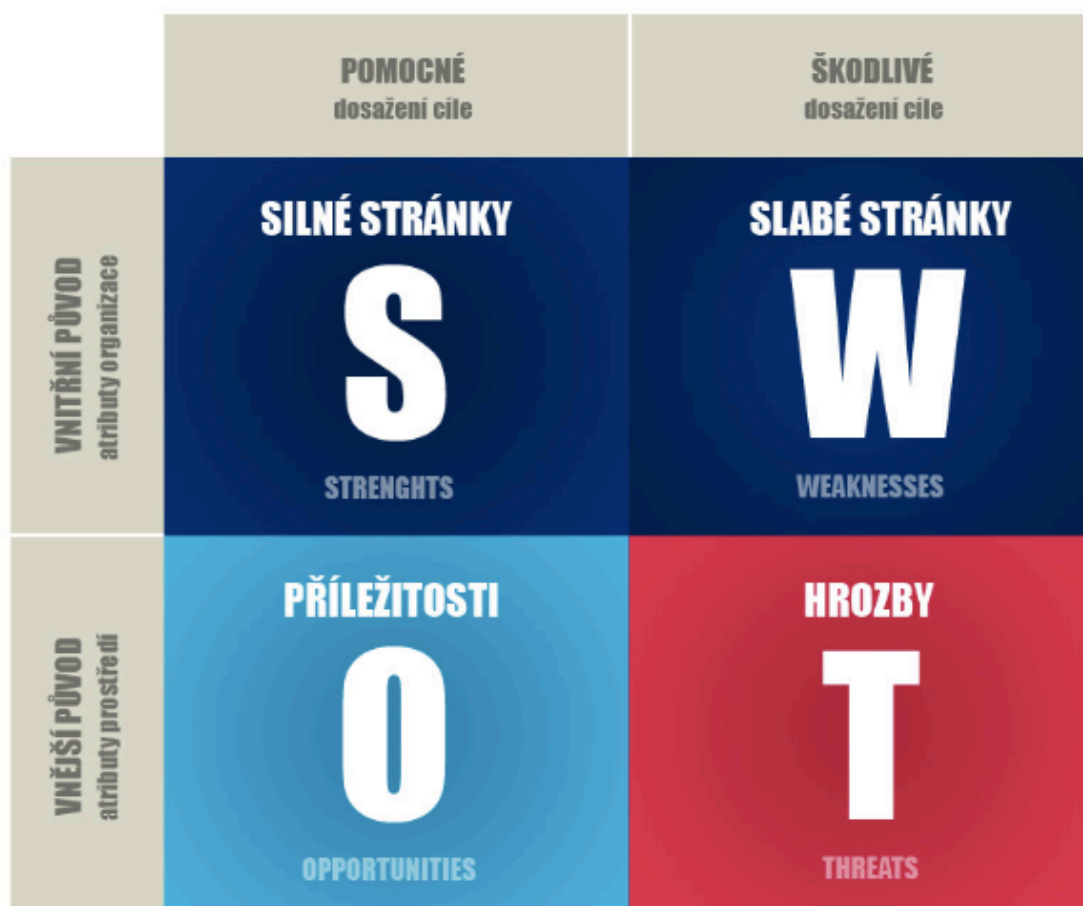 POMOCNÉ
dosažení cíle
ŠKODLIVÉ
dosažení cíle
VNITŘNÍ PŮVOD
atributy organizace
SILNÉ STRÁNKY
S
STRENGHTS
SLABÉ STRÁNKY
W
WEAKNESSES
VNĚJŠÍ PŮVOD
atributy prostředí
PŘÍLEŽITOSTI
O
OPPORTUNITIES
HROZBY
T
THREATS